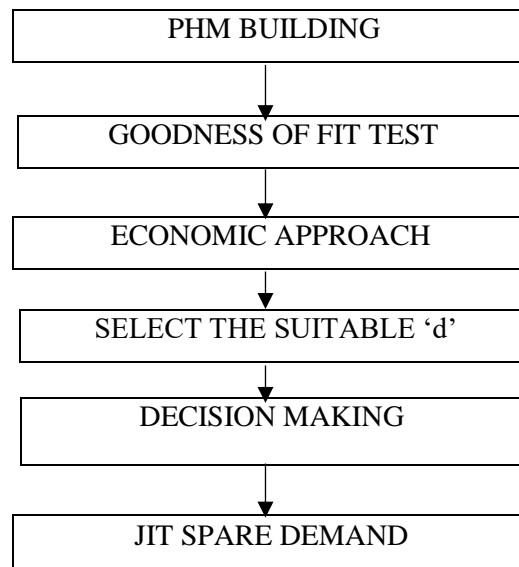 PHM BUILDING
GOODNESS OF FIT TEST
ECONOMIC APPROACH
SELECT THE SUITABLE ‘d’
DECISION MAKING
JIT SPARE DEMAND